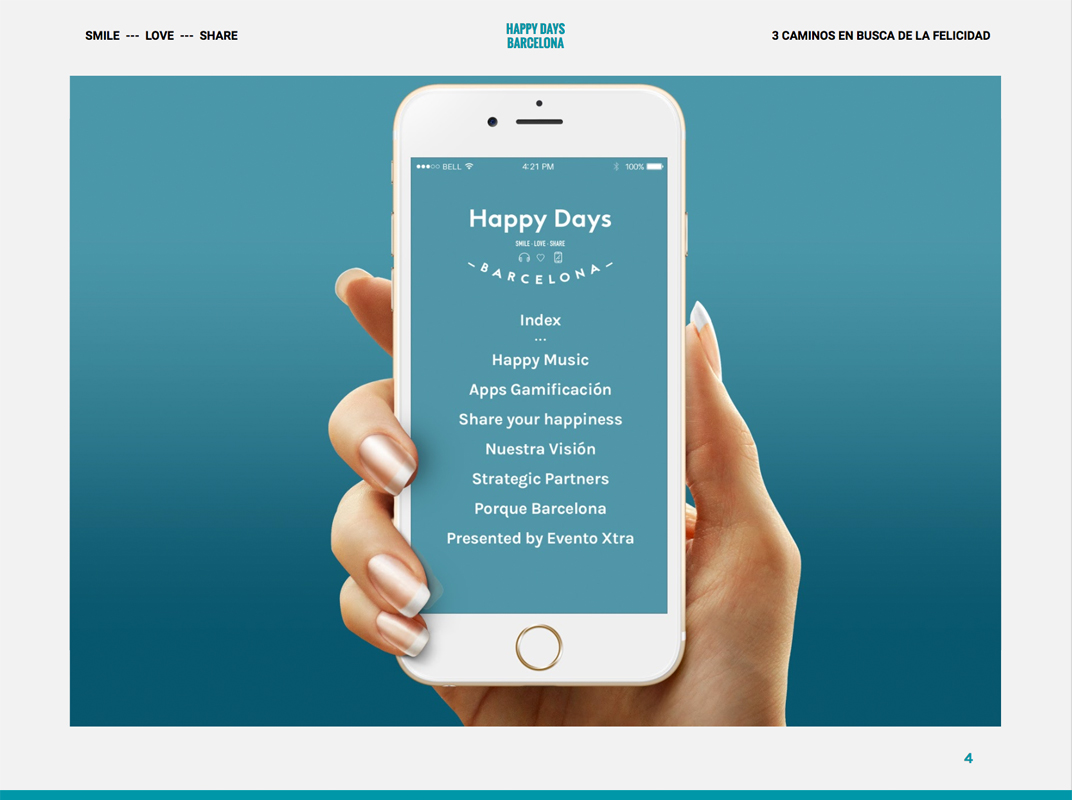 SMILE --- LOVE --- SHARE
HAPPY DAYS
BARCELONA
3 CAMINOS EN BUSCA DE LA FELICIDAD
BELL
4:21 PM
100%
Happy Days
SMILE · LOVE · SHARE
– BARCELONA –
Index
...
Happy Music
Apps Gamificación
Share your happiness
Nuestra Visión
Strategic Partners
Porque Barcelona
Presented by Evento Xtra
4